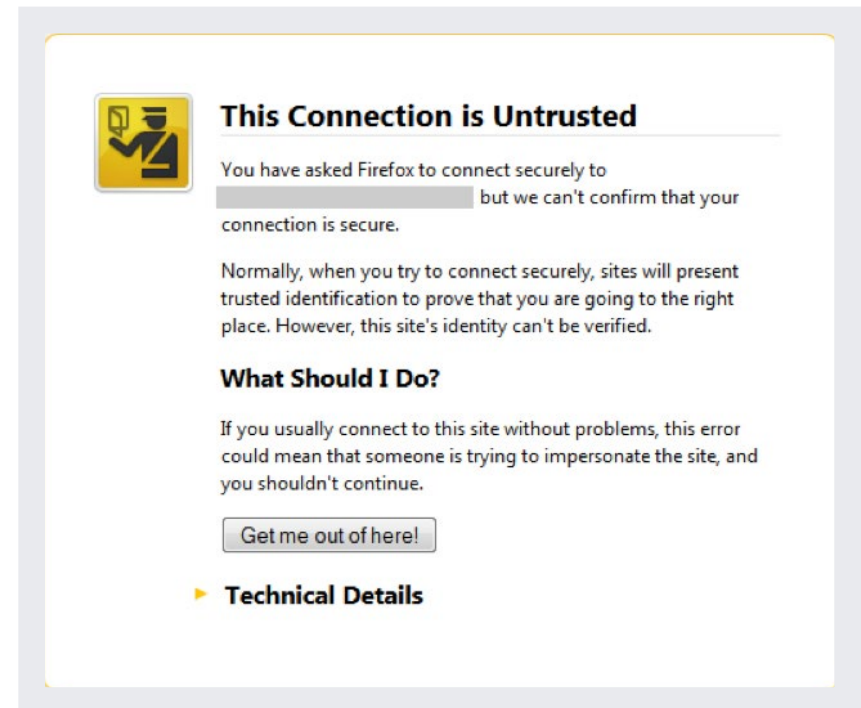 This Connection is Untrusted
You have asked Firefox to connect securely to
but we can't confirm that your
connection is secure.
Normally, when you try to connect securely, sites will present
trusted identification to prove that you are going to the right
place. However, this site's identity can't be verified.
What Should I Do?
If you usually connect to this site without problems, this error
could mean that someone is trying to impersonate the site, and
you shouldn't continue.
Get me out of here!
Technical Details